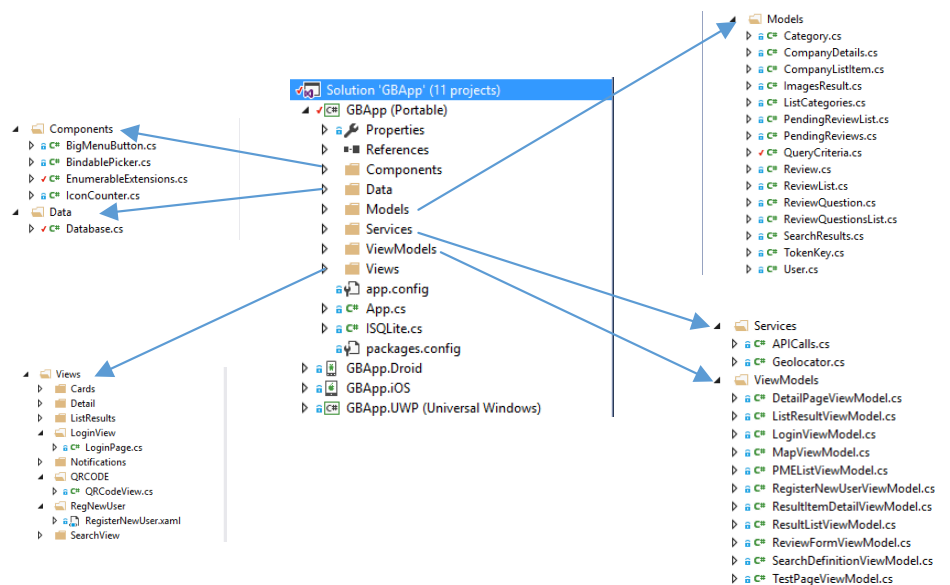 Solution 'GBApp' (11 projects)
GBApp (Portable)
Properties
References
Components
Data
Models
Services
ViewModels
Views
app.config
App.cs
ISQLite.cs
packages.config
GBApp.Droid
GBApp.iOS
GBApp.UWP (Universal Windows)
Components
BigMenuButton.cs
BindablePicker.cs
EnumerableExtensions.cs
IconCounter.cs
Data
Database.cs
Views
Cards
Detail
ListResults
LoginView
LoginPage.cs
Notifications
QRCODE
QRCodeView.cs
RegNewUser
RegisterNewUser.xaml
SearchView
Models
Category.cs
CompanyDetails.cs
CompanyListItem.cs
ImagesResult.cs
ListCategories.cs
PendingReviewList.cs
PendingReviews.cs
QueryCriteria.cs
Review.cs
ReviewList.cs
ReviewQuestion.cs
ReviewQuestionsList.cs
SearchResults.cs
TokenKey.cs
User.cs
Services
APICalls.cs
Geolocator.cs
ViewModels
DetailPageViewModel.cs
ListResultViewModel.cs
LoginViewModel.cs
MapViewModel.cs
PMEListViewModel.cs
RegisterNewUserViewModel.cs
ResultItemDetailViewModel.cs
ResultListViewModel.cs
ReviewFormViewModel.cs
SearchDefinitionViewModel.cs
TestPageViewModel.cs